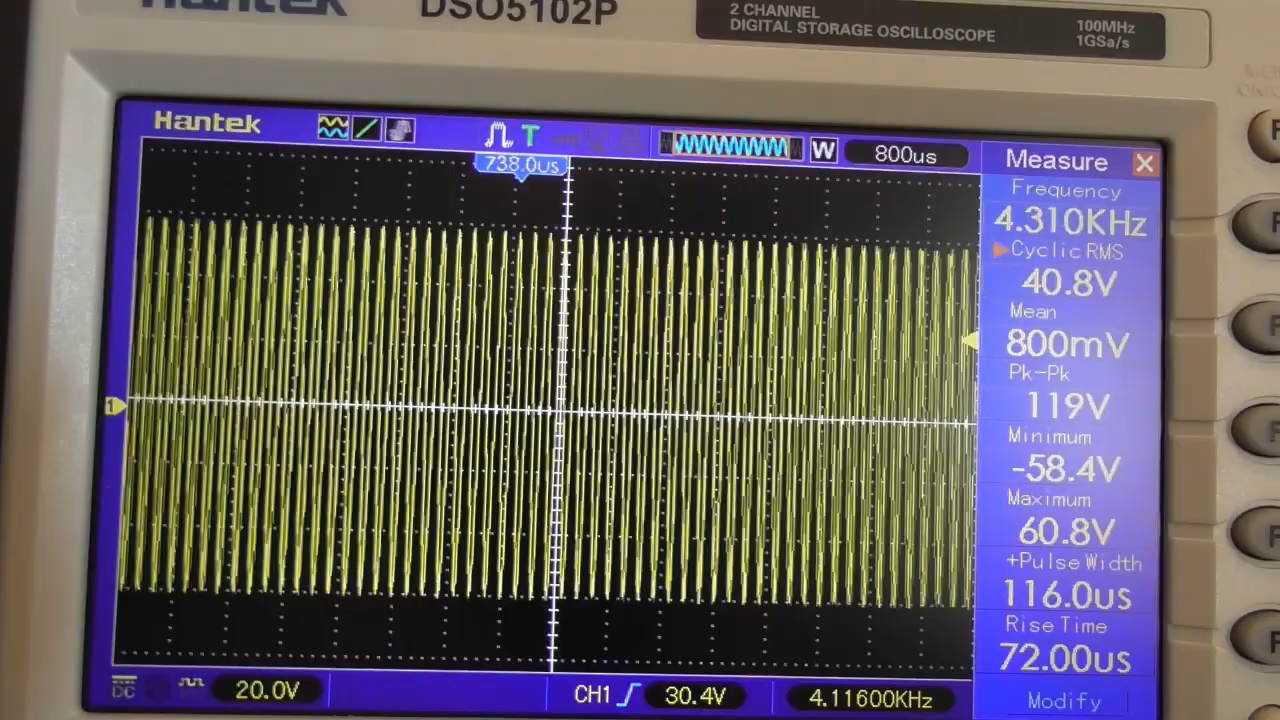 Hantek DSO5102P
2 CHANNEL
DIGITAL STORAGE OSCILLOSCOPE
100MHz
1GSa/s
Hantek
T
W
800us
738.0us
Measure
Frequency
4.310KHz
Cyclic RMS
40.8V
Mean
800mV
Pk-Pk
119V
Minimum
-58.4V
Maximum
60.8V
+Pulse Width
116.0us
Rise Time
72.00us
Modify
1
DC
20.0V
CH1
30.4V
4.11600KHz